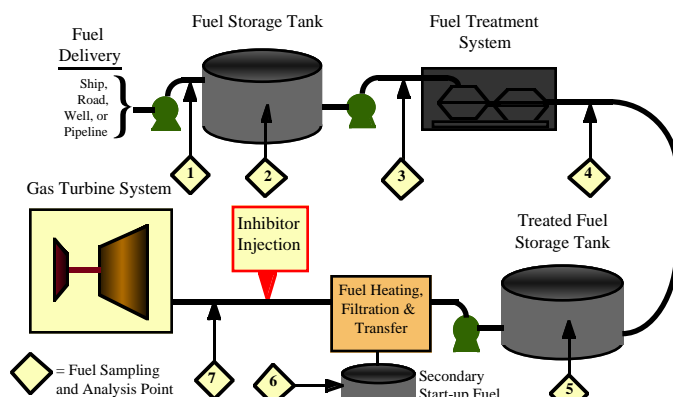 Fuel
Delivery
Ship,
Road,
Well, or
Pipeline
Fuel Storage Tank
Fuel Treatment
System
1
2
3
4
Gas Turbine System
Inhibitor
Injection
Treated Fuel
Storage Tank
Fuel Heating,
Filtration &
Transfer
= Fuel Sampling
and Analysis Point
7
6
Secondary
Start-up Fuel
5